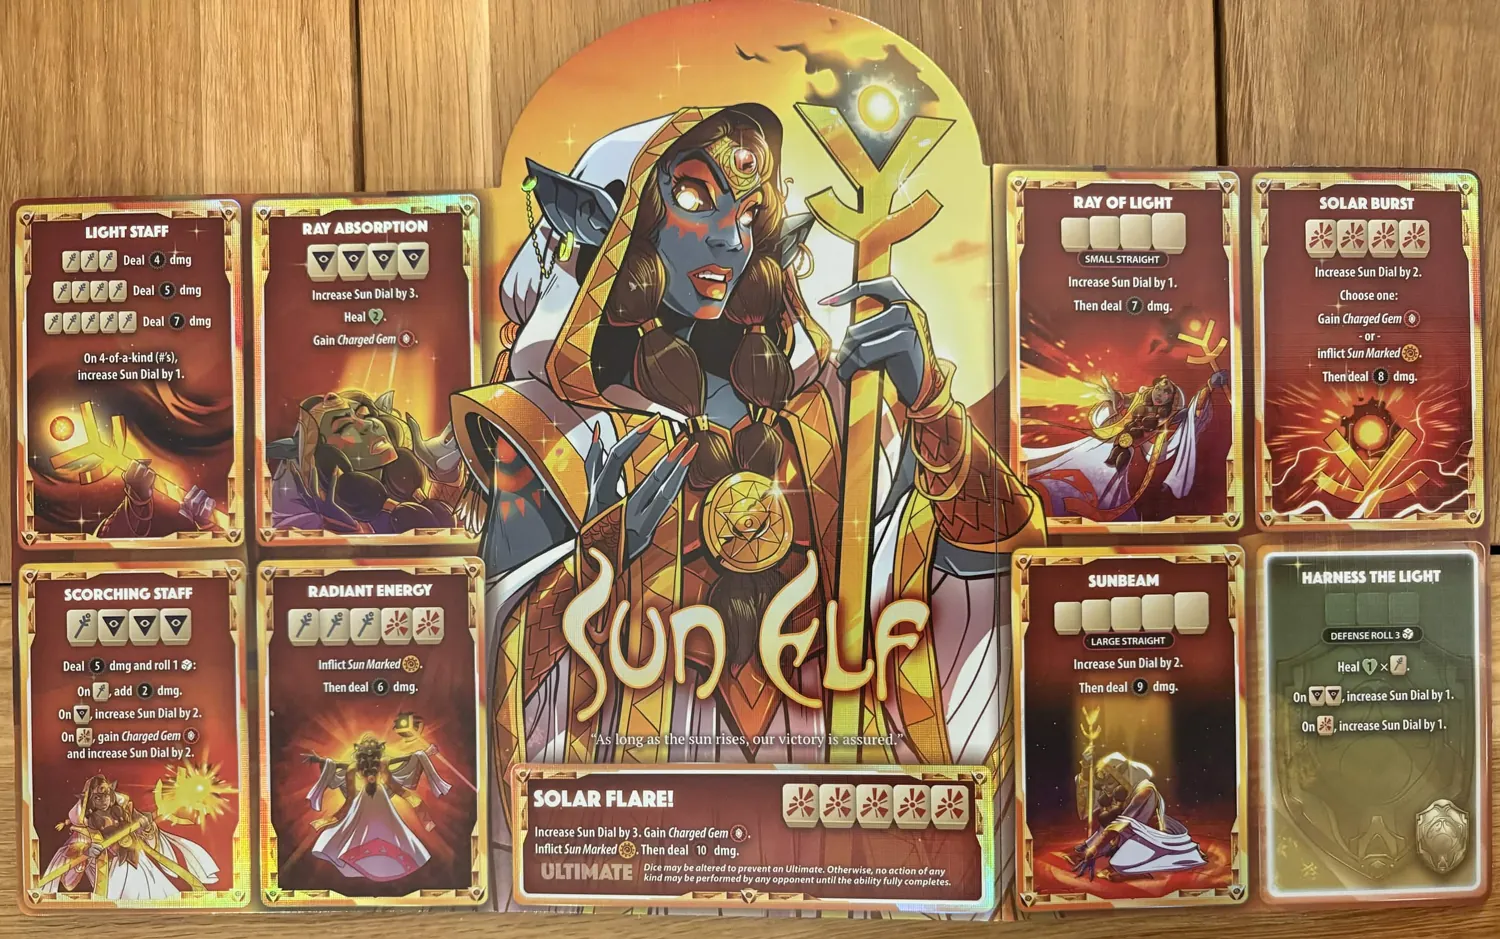 LIGHT STAFF
Deal 4 dmg
Deal 5 dmg
Deal 7 dmg
On 4-of-a-kind (#'s),
increase Sun Dial by 1.
RAY ABSORPTION
Increase Sun Dial by 3.
Heal 2.
Gain Charged Gem.
SCORCHING STAFF
Deal 5 dmg and roll 1:
On, add 2 dmg.
On, increase Sun Dial by 2.
On, gain Charged Gem
and increase Sun Dial by 2.
RADIANT ENERGY
Inflict Sun Marked.
Then deal 6 dmg.
SUN ELF
"As long as the sun rises, our victory is assured."
SOLAR FLARE!
Increase Sun Dial by 3. Gain Charged Gem.
Inflict Sun Marked. Then deal 10 dmg.
ULTIMATE
Dice may be altered to prevent an Ultimate. Otherwise, no action of any
kind may be performed by any opponent until the ability fully completes.
RAY OF LIGHT
SMALL STRAIGHT
Increase Sun Dial by 1.
Then deal 7 dmg.
SOLAR BURST
Increase Sun Dial by 2.
Choose one:
Gain Charged Gem
- or -
inflict Sun Marked.
Then deal 8 dmg.
SUNBEAM
LARGE STRAIGHT
Increase Sun Dial by 2.
Then deal 9 dmg.
HARNESS THE LIGHT
DEFENSE ROLL 3
Heal 1 ×.
On, increase Sun Dial by 1.
On, increase Sun Dial by 1.